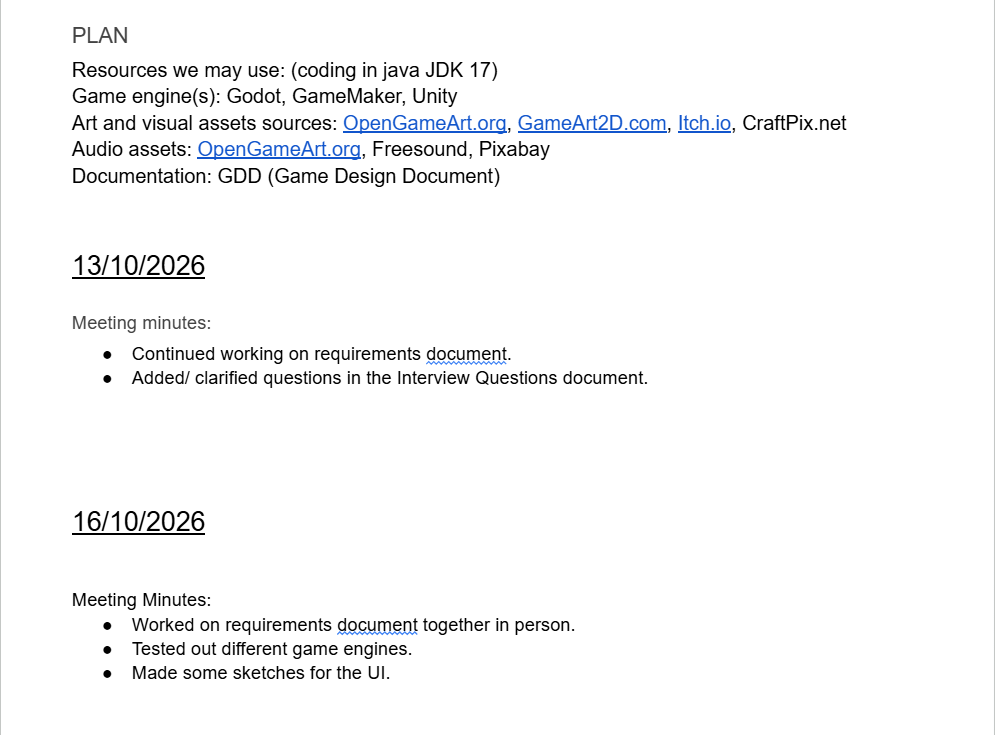 PLAN
Resources we may use: (coding in java JDK 17)
Game engine(s): Godot, GameMaker, Unity
Art and visual assets sources: OpenGameArt.org, GameArt2D.com, Itch.io, CraftPix.net
Audio assets: OpenGameArt.org, Freesound, Pixabay
Documentation: GDD (Game Design Document)
13/10/2026
Meeting minutes:
● Continued working on requirements document.
● Added/ clarified questions in the Interview Questions document.
16/10/2026
Meeting Minutes:
● Worked on requirements document together in person.
● Tested out different game engines.
● Made some sketches for the UI.